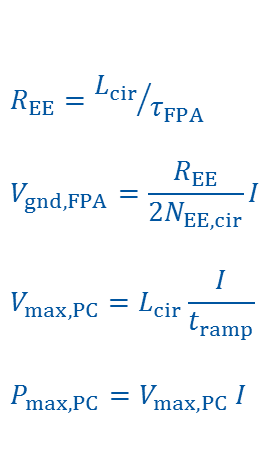 R_EE = L_cir/τ_FPA
V_gnd,FPA = R_EE/2N_EE,cir I
V_max,PC = L_cir I/t_ramp
P_max,PC = V_max,PC I